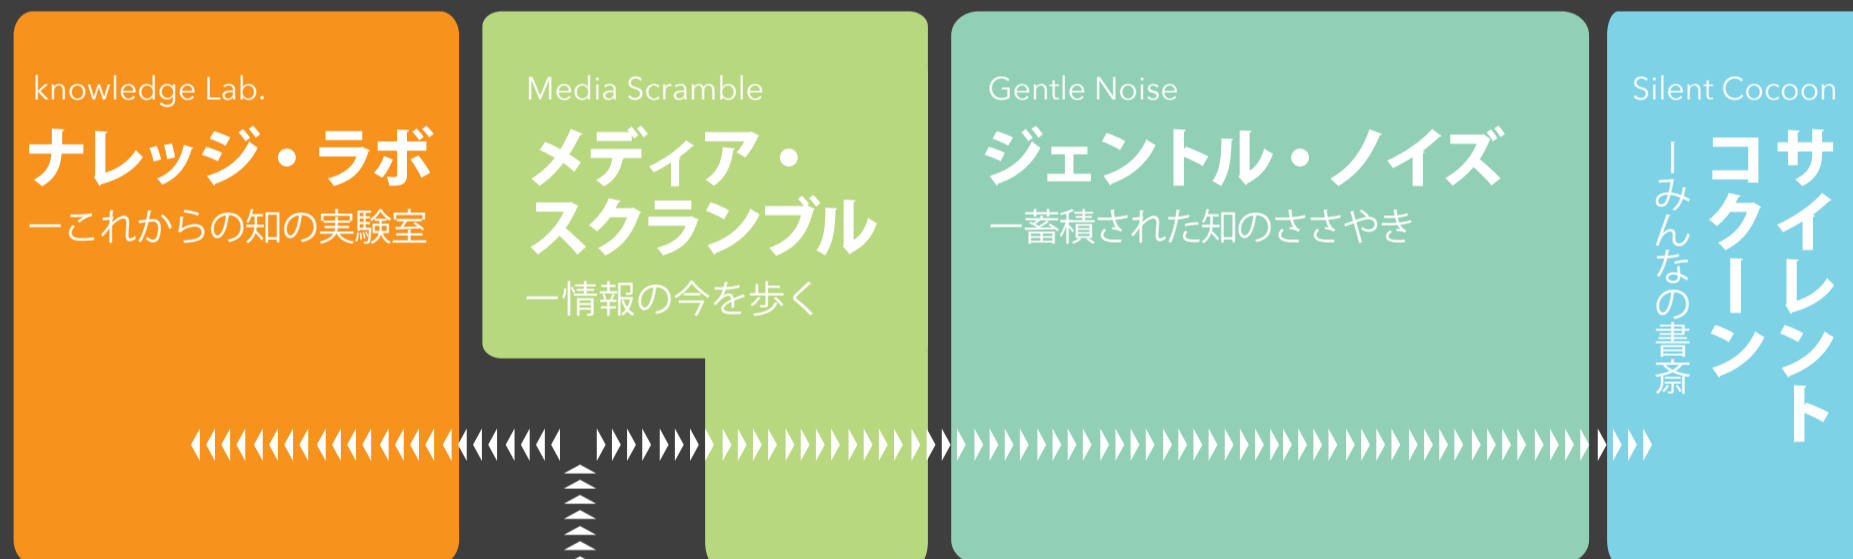 knowledge Lab.
ナレッジ・ラボ
ーこれからの知の実験室
Media Scramble
メディア・
スクランブル
ー情報の今を歩く
Gentle Noise
ジェントル・ノイズ
ー蓄積された知のささやき
Silent Cocoon
サイレント
コクーン
ーみんなの書斎